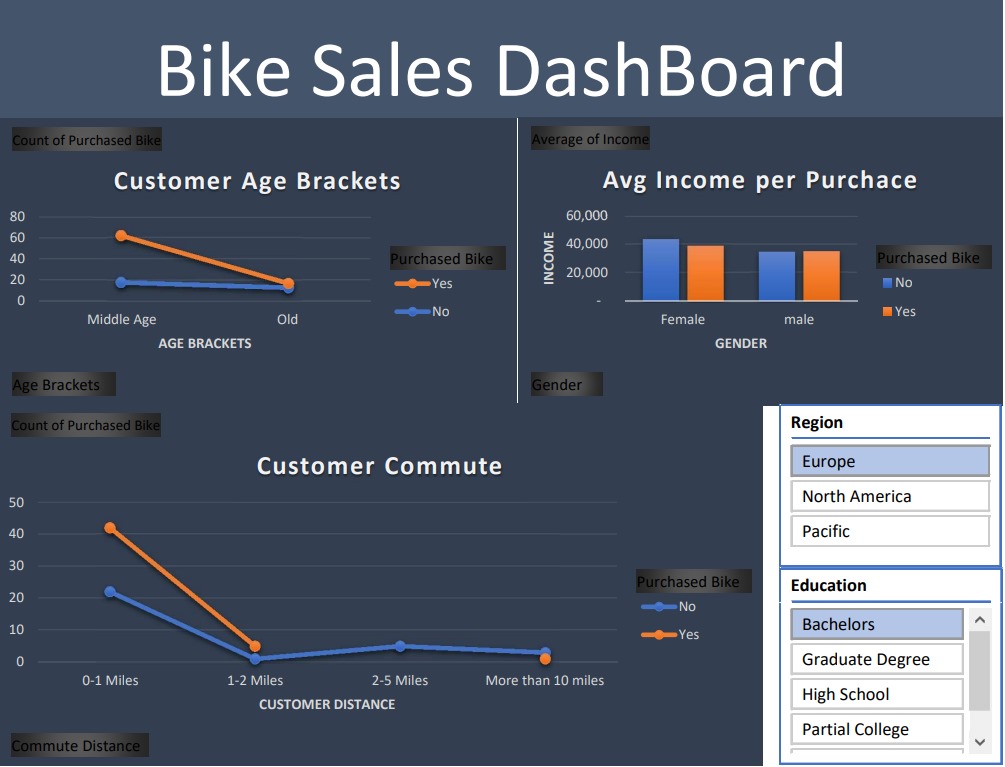 Bike Sales DashBoard
Count of Purchased Bike
Customer Age Brackets
80
60
40
20
0
Middle Age
Old
AGE BRACKETS
Purchased Bike
Yes
No
Age Brackets
Average of Income
Avg Income per Purchace
60,000
40,000
20,000
-
INCOME
Female
male
GENDER
Purchased Bike
No
Yes
Gender
Count of Purchased Bike
Customer Commute
50
40
30
20
10
0
0-1 Miles
1-2 Miles
2-5 Miles
More than 10 miles
CUSTOMER DISTANCE
Purchased Bike
No
Yes
Commute Distance
Region
Europe
North America
Pacific
Education
Bachelors
Graduate Degree
High School
Partial College